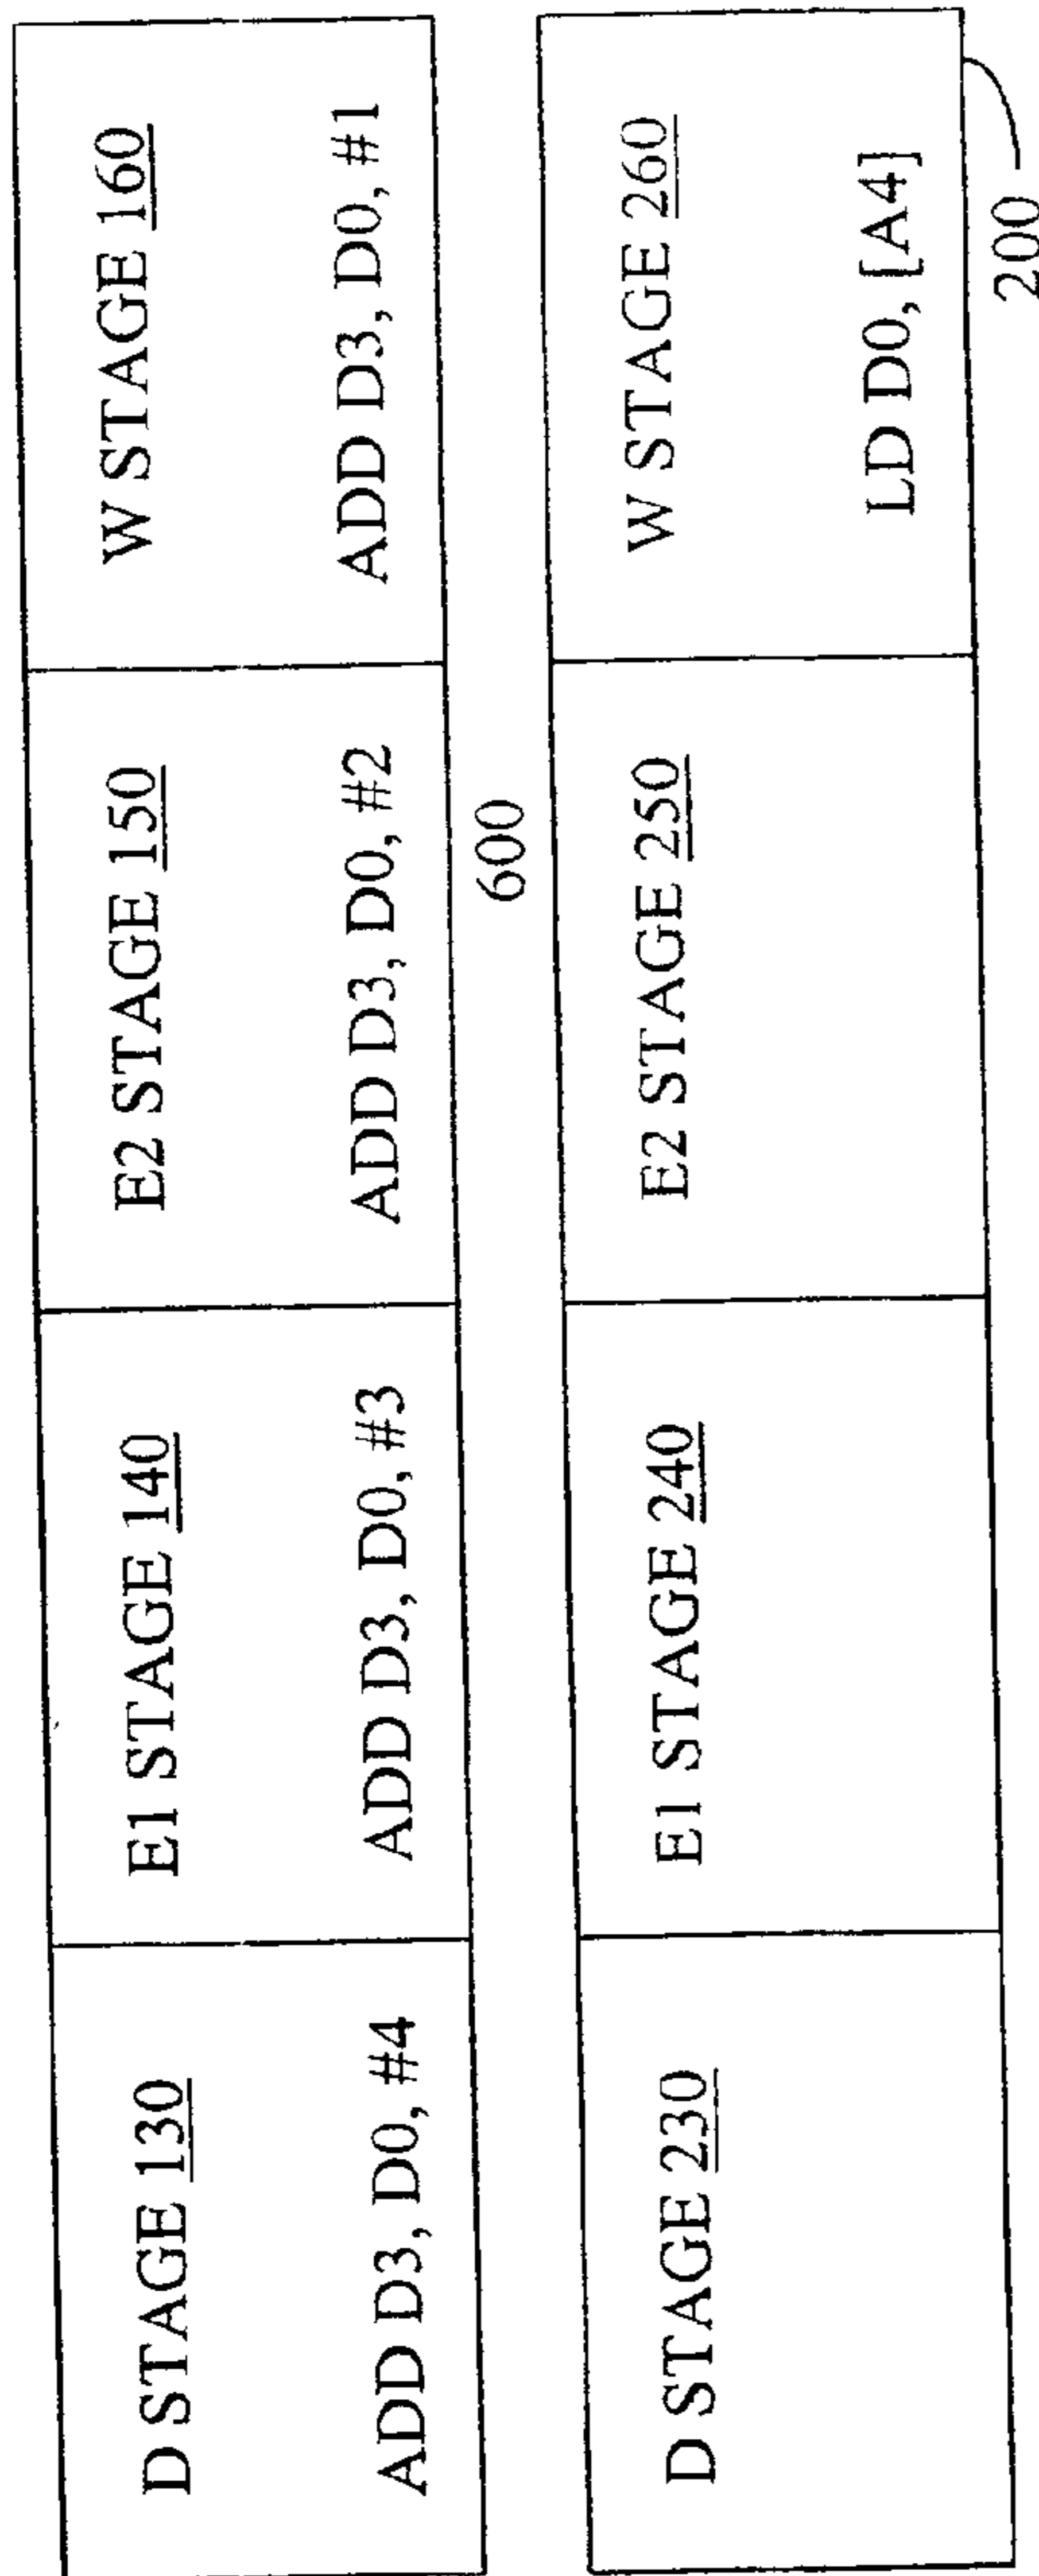 D STAGE 130
ADD D3, D0, #4
E1 STAGE 140
ADD D3, D0, #3
E2 STAGE 150
ADD D3, D0, #2
W STAGE 160
ADD D3, D0, #1
600
D STAGE 230
E1 STAGE 240
E2 STAGE 250
W STAGE 260
LD D0, [A4]
200